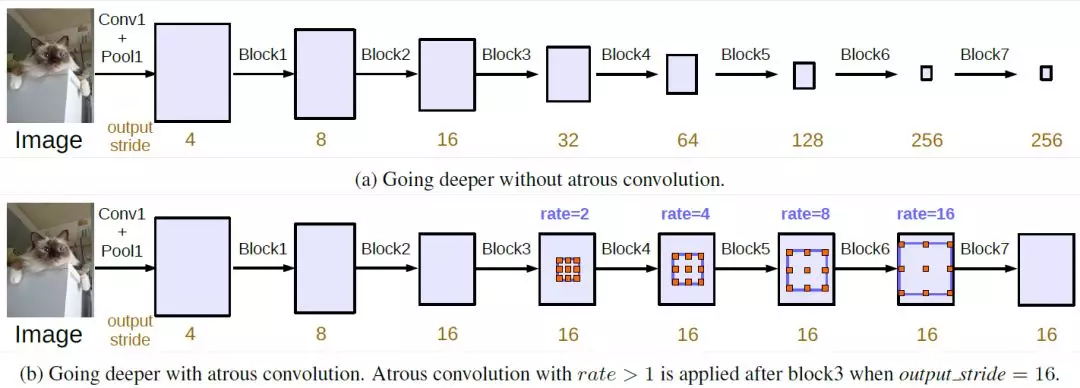 Conv1
+
Pool1
Block1
Block2
Block3
Block4
Block5
Block6
Block7
Image
output
stride
4
8
16
32
64
128
256
256
(a) Going deeper without atrous convolution.
rate=2
rate=4
rate=8
rate=16
Conv1
+
Pool1
Block1
Block2
Block3
Block4
Block5
Block6
Block7
Image
output
stride
4
8
16
16
16
16
16
16
(b) Going deeper with atrous convolution. Atrous convolution with rate > 1 is applied after block3 when output_stride = 16.